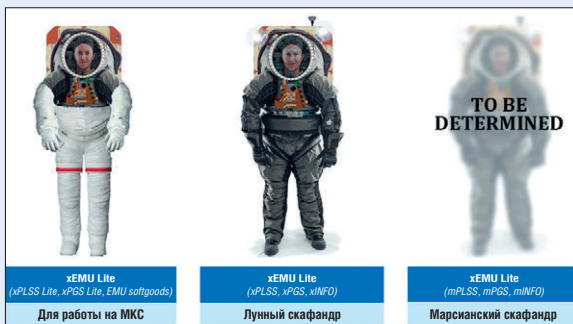 TO BE
DETERMINED
xEMU Lite
(xPLSS Lite, xPGS Lite, EMU softgoods)
Для работы на МКС
xEMU Lite
(xPLSS, xPGS, xINFO)
Лунный скафандр
xEMU Lite
(mPLSS, mPGS, mINFO)
Марсианский скафандр